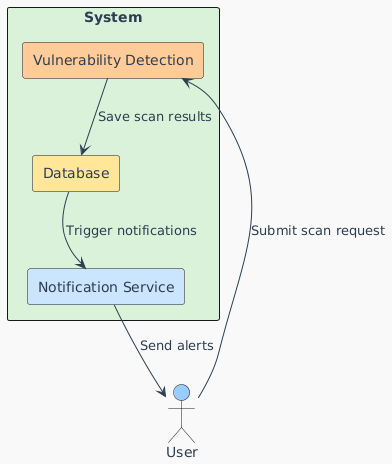 System
Vulnerability Detection
Save scan results
Database
Trigger notifications
Submit scan request
Notification Service
Send alerts
User